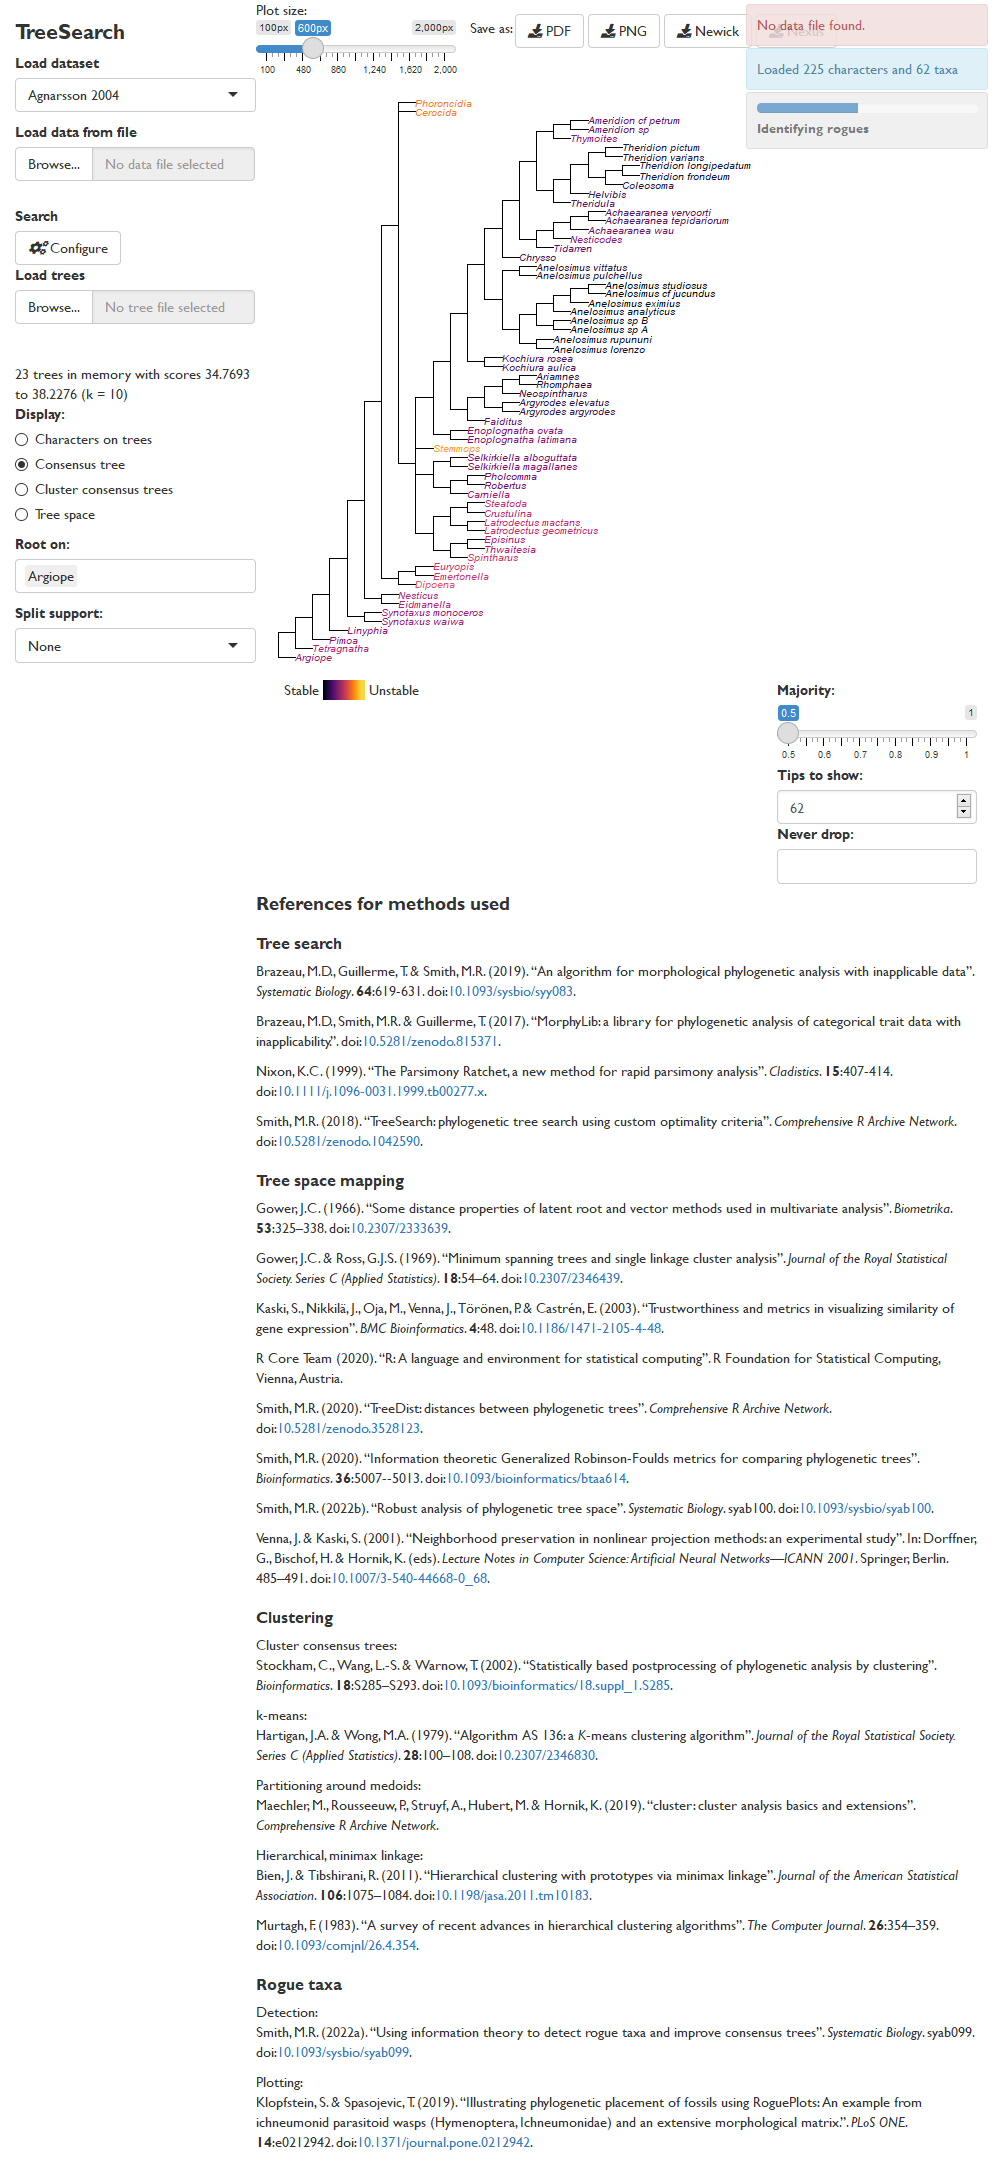 TreeSearch
Load dataset
Agnarsson 2004
Load data from file
Browse... No data file selected
Search
Configure
Load trees
Browse... No tree file selected
23 trees in memory with scores 34.7693
to 38.2276 (k = 10)
Display:
Characters on trees
Consensus tree
Cluster consensus trees
Tree space
Root on:
Argiope
Split support:
None
Plot size:
100px 600px 2,000px
100 480 860 1,240 1,620 2,000
Save as: PDF PNG Newick Nexus
No data file found.
Loaded 225 characters and 62 taxa
Identifying rogues
Phoroncidia
Cerocida
Ameridion cf petrum
Ameridion sp
Thymoites
Theridion pictum
Theridion varians
Theridion longipedatum
Theridion frondeum
Coleosoma
Helvibis
Theridula
Achaearanea vervoorti
Achaearanea tepidariorum
Achaearanea wau
Nesticodes
Tidarren
Chrysso
Anelosimus vittatus
Anelosimus pulchellus
Anelosimus studiosus
Anelosimus cf jucundus
Anelosimus eximius
Anelosimus analyticus
Anelosimus sp B
Anelosimus sp A
Anelosimus rupununi
Anelosimus lorenzo
Kochiura rosea
Kochiura aulica
Ariamnes
Rhomphaea
Neospintharus
Argyrodes elevatus
Argyrodes argyrodes
Faiditus
Enoplognatha ovata
Enoplognatha latimana
Stemmops
Selkirkiella alboguttata
Selkirkiella magallanes
Pholcomma
Robertus
Carniella
Steatoda
Crustulina
Latrodectus mactans
Latrodectus geometricus
Episinus
Thwaitesia
Spintharus
Euryopis
Emertonella
Dipoena
Nesticus
Eidmanella
Synotaxus monoceros
Synotaxus waiwa
Linyphia
Pimoa
Tetragnatha
Argiope
Stable Unstable
Majority:
0.5 1
0.5 0.6 0.7 0.8 0.9 1
Tips to show:
62
Never drop:
References for methods used
Tree search
Brazeau, M.D., Guillerme, T. & Smith, M.R. (2019). “An algorithm for morphological phylogenetic analysis with inapplicable data”.
Systematic Biology. 64:619-631. doi:10.1093/sysbio/syy083.
Brazeau, M.D., Smith, M.R. & Guillerme, T. (2017). “MorphyLib: a library for phylogenetic analysis of categorical trait data with
inapplicability.”. doi:10.5281/zenodo.815371.
Nixon, K.C. (1999). “The Parsimony Ratchet, a new method for rapid parsimony analysis”. Cladistics. 15:407-414.
doi:10.1111/j.1096-0031.1999.tb00277.x.
Smith, M.R. (2018). “TreeSearch: phylogenetic tree search using custom optimality criteria”. Comprehensive R Archive Network.
doi:10.5281/zenodo.1042590.
Tree space mapping
Gower, J.C. (1966). “Some distance properties of latent root and vector methods used in multivariate analysis”. Biometrika.
53:325–338. doi:10.2307/2333639.
Gower, J.C. & Ross, G.J.S. (1969). “Minimum spanning trees and single linkage cluster analysis”. Journal of the Royal Statistical
Society. Series C (Applied Statistics). 18:54–64. doi:10.2307/2346439.
Kaski, S., Nikkilä, J., Oja, M., Venna, J., Törönen, P. & Castrén, E. (2003). “Trustworthiness and metrics in visualizing similarity of
gene expression”. BMC Bioinformatics. 4:48. doi:10.1186/1471-2105-4-48.
R Core Team (2020). “R: A language and environment for statistical computing”. R Foundation for Statistical Computing,
Vienna, Austria.
Smith, M.R. (2020). “TreeDist: distances between phylogenetic trees”. Comprehensive R Archive Network.
doi:10.5281/zenodo.3528123.
Smith, M.R. (2020). “Information theoretic Generalized Robinson-Foulds metrics for comparing phylogenetic trees”.
Bioinformatics. 36:5007--5013. doi:10.1093/bioinformatics/btaa614.
Smith, M.R. (2022b). “Robust analysis of phylogenetic tree space”. Systematic Biology. syab100. doi:10.1093/sysbio/syab100.
Venna, J. & Kaski, S. (2001). “Neighborhood preservation in nonlinear projection methods: an experimental study”. In: Dorffner,
G., Bischof, H. & Hornik, K. (eds). Lecture Notes in Computer Science: Artificial Neural Networks—ICANN 2001. Springer, Berlin.
485–491. doi:10.1007/3-540-44668-0_68.
Clustering
Cluster consensus trees:
Stockham, C., Wang, L.-S. & Warnow, T. (2002). “Statistically based postprocessing of phylogenetic analysis by clustering”.
Bioinformatics. 18:S285–S293. doi:10.1093/bioinformatics/18.suppl_1.S285.
k-means:
Hartigan, J.A. & Wong, M.A. (1979). “Algorithm AS 136: a K-means clustering algorithm”. Journal of the Royal Statistical Society.
Series C (Applied Statistics). 28:100–108. doi:10.2307/2346830.
Partitioning around medoids:
Maechler, M., Rousseeuw, P., Struyf, A., Hubert, M. & Hornik, K. (2019). “cluster: cluster analysis basics and extensions”.
Comprehensive R Archive Network.
Hierarchical, minimax linkage:
Bien, J. & Tibshirani, R. (2011). “Hierarchical clustering with prototypes via minimax linkage”. Journal of the American Statistical
Association. 106:1075–1084. doi:10.1198/jasa.2011.tm10183.
Murtagh, F. (1983). “A survey of recent advances in hierarchical clustering algorithms”. The Computer Journal. 26:354–359.
doi:10.1093/comjnl/26.4.354.
Rogue taxa
Detection:
Smith, M.R. (2022a). “Using information theory to detect rogue taxa and improve consensus trees”. Systematic Biology. syab099.
doi:10.1093/sysbio/syab099.
Plotting:
Klopfstein, S. & Spasojevic, T. (2019). “Illustrating phylogenetic placement of fossils using RoguePlots: An example from
ichneumonid parasitoid wasps (Hymenoptera, Ichneumonidae) and an extensive morphological matrix.”. PLoS ONE.
14:e0212942. doi:10.1371/journal.pone.0212942.